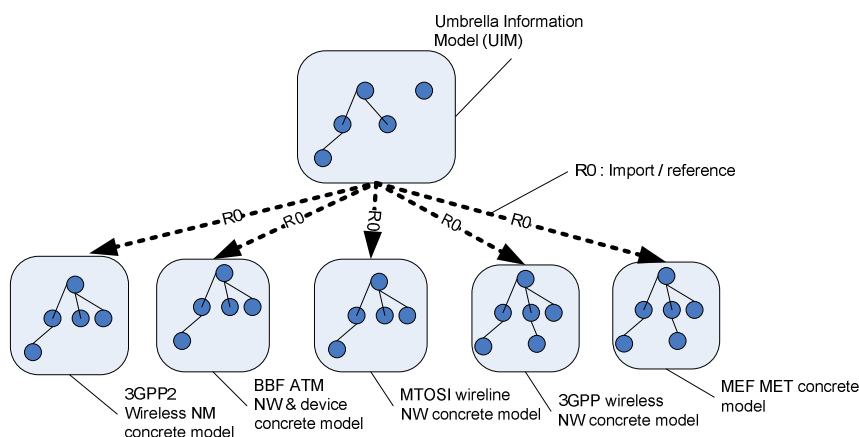 Umbrella Information
Model (UIM)
R0 : Import / reference
R0
R0
R0
R0
R0
3GPP2
Wireless NM
concrete model
BBF ATM
NW & device
concrete model
MTOSI wireline
NW concrete model
3GPP wireless
NW concrete model
MEF MET concrete
model